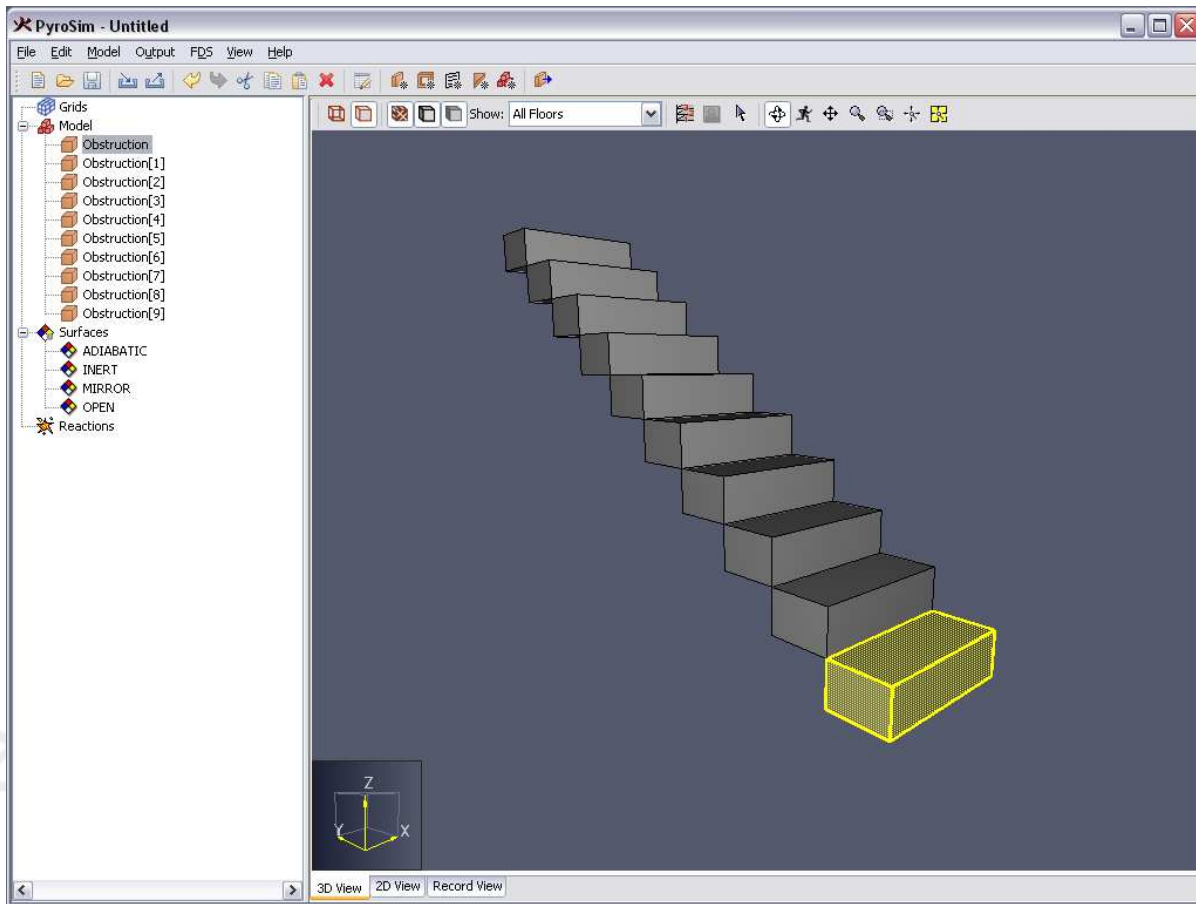 PyroSim - Untitled
File Edit Model Output FDS View Help
Show: All Floors
Grids
Model
Obstruction
Obstruction[1]
Obstruction[2]
Obstruction[3]
Obstruction[4]
Obstruction[5]
Obstruction[6]
Obstruction[7]
Obstruction[8]
Obstruction[9]
Surfaces
ADIABATIC
INERT
MIRROR
OPEN
Reactions
Z
Y
X
3D View 2D View Record View